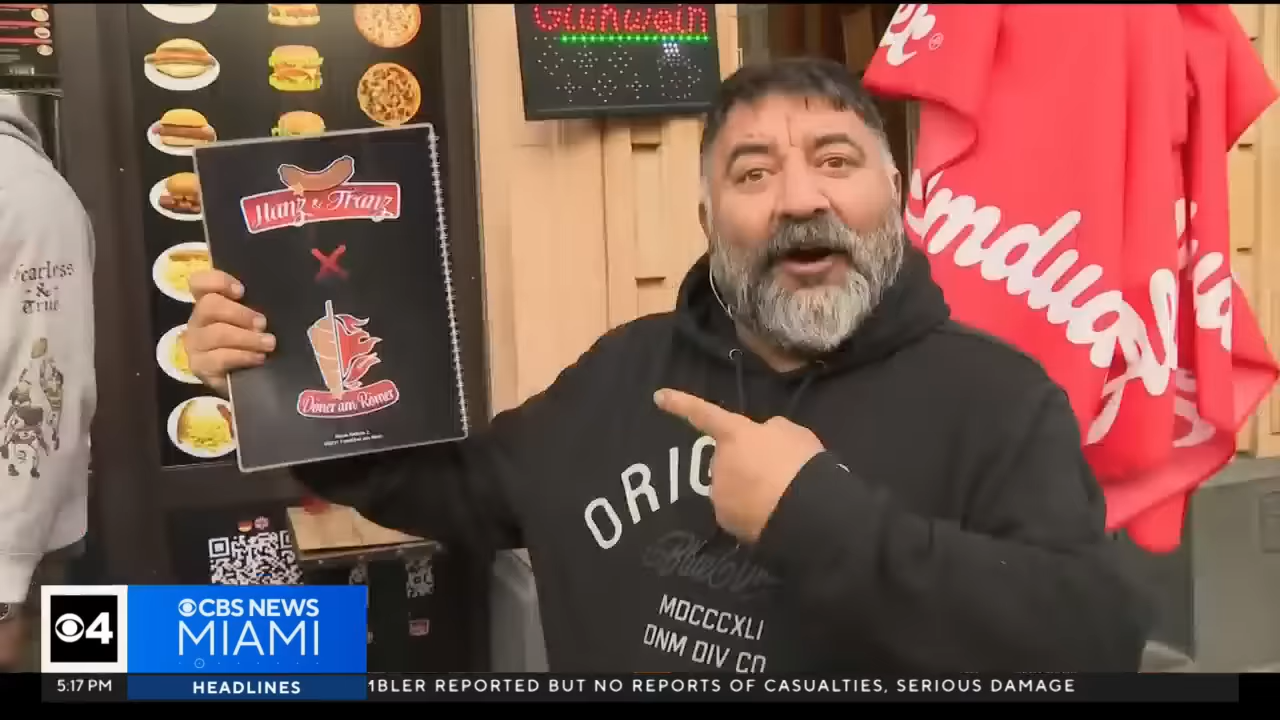 Glühwein
Hanz & Franz
X
Döner am Römer
Fearless
& 
True
ORIG
MDCCCXLI
DNM DIV CO
4
CBS NEWS
MIAMI
5:17 PM
HEADLINES
MBLER REPORTED BUT NO REPORTS OF CASUALTIES, SERIOUS DAMAGE